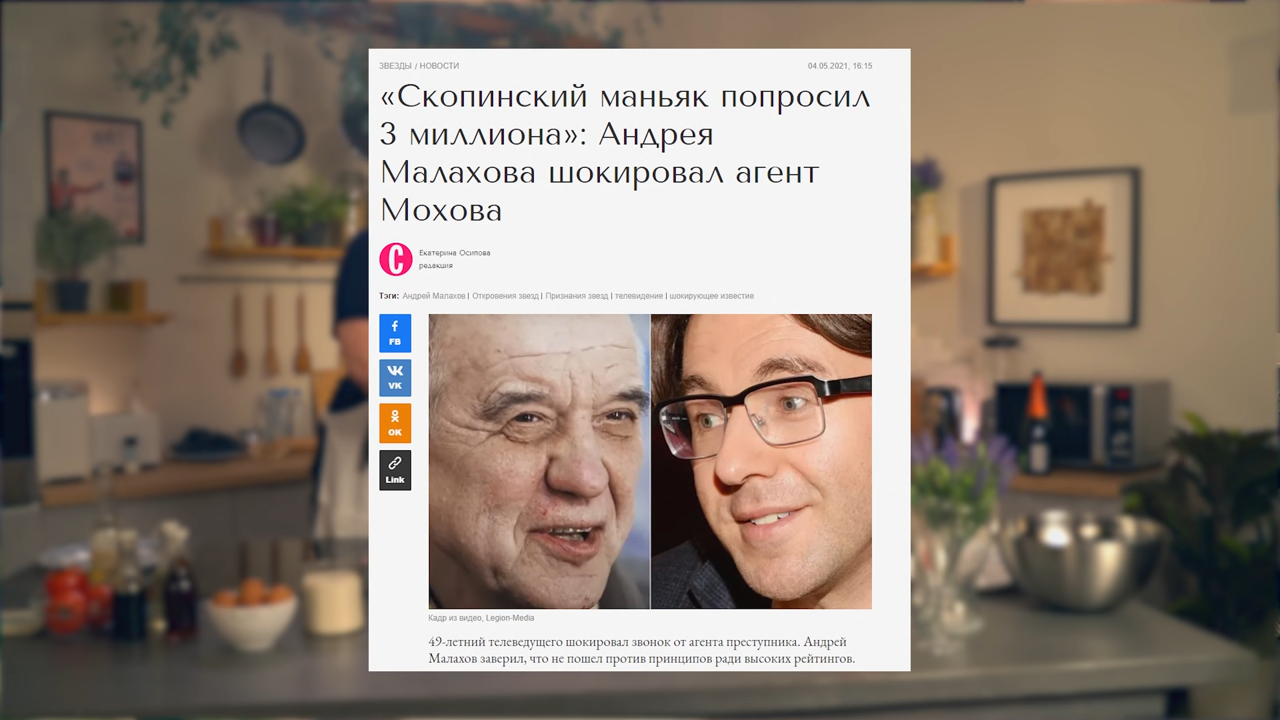 ЗВЕЗДЫ / НОВОСТИ
04.05.2021, 16:15
«Скопинский маньяк попросил
3 миллиона»: Андрея
Малахова шокировал агент
Мохова
С
Екатерина Осипова
редакция
Тэги: Андрей Малахов | Откровения звезд | Признания звезд | телевидение | шокирующее известие
FB
VK
OK
Link
Кадр из видео, Legion-Media
49-летний телеведущего шокировал звонок от агента преступника. Андрей
Малахов заверил, что не пошел против принципов ради высоких рейтингов.